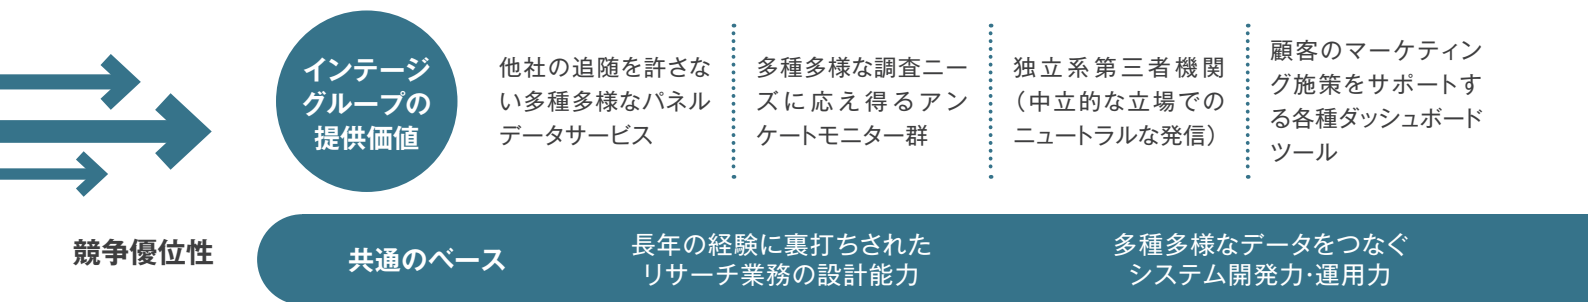 インテージ
グループの
提供価値
他社の追随を許さな
い多種多様なパネル
データサービス
多種多様な調査ニー
ズに応え得るアン
ケートモニター群
独立系第三者機関
（中立的な立場での
ニュートラルな発信）
顧客のマーケティン
グ施策をサポートす
る各種ダッシュボード
ツール
競争優位性
共通のベース
長年の経験に裏打ちされた
リサーチ業務の設計能力
多種多様なデータをつなぐ
システム開発力・運用力